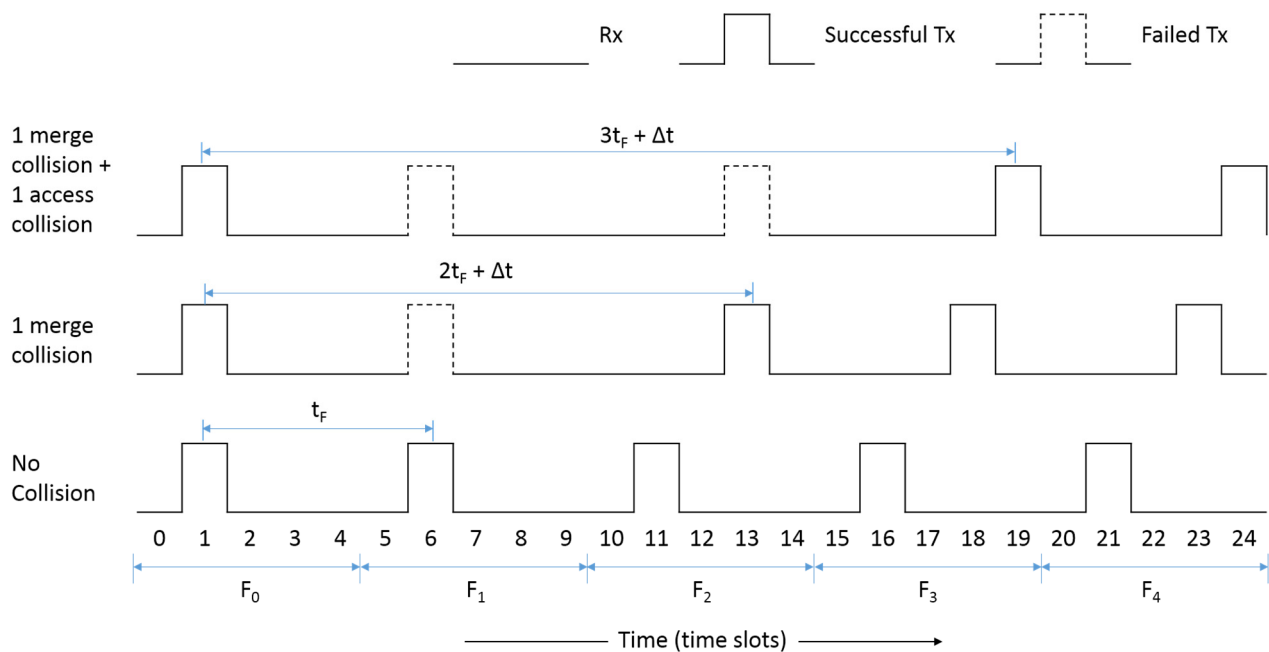 Rx
Successful Tx
Failed Tx
1 merge
collision +
1 access
collision
3tF + Δt
1 merge
collision
2tF + Δt
No
Collision
tF
0 1 2 3 4 5 6 7 8 9 10 11 12 13 14 15 16 17 18 19 20 21 22 23 24
F0 F1 F2 F3 F4
Time (time slots)